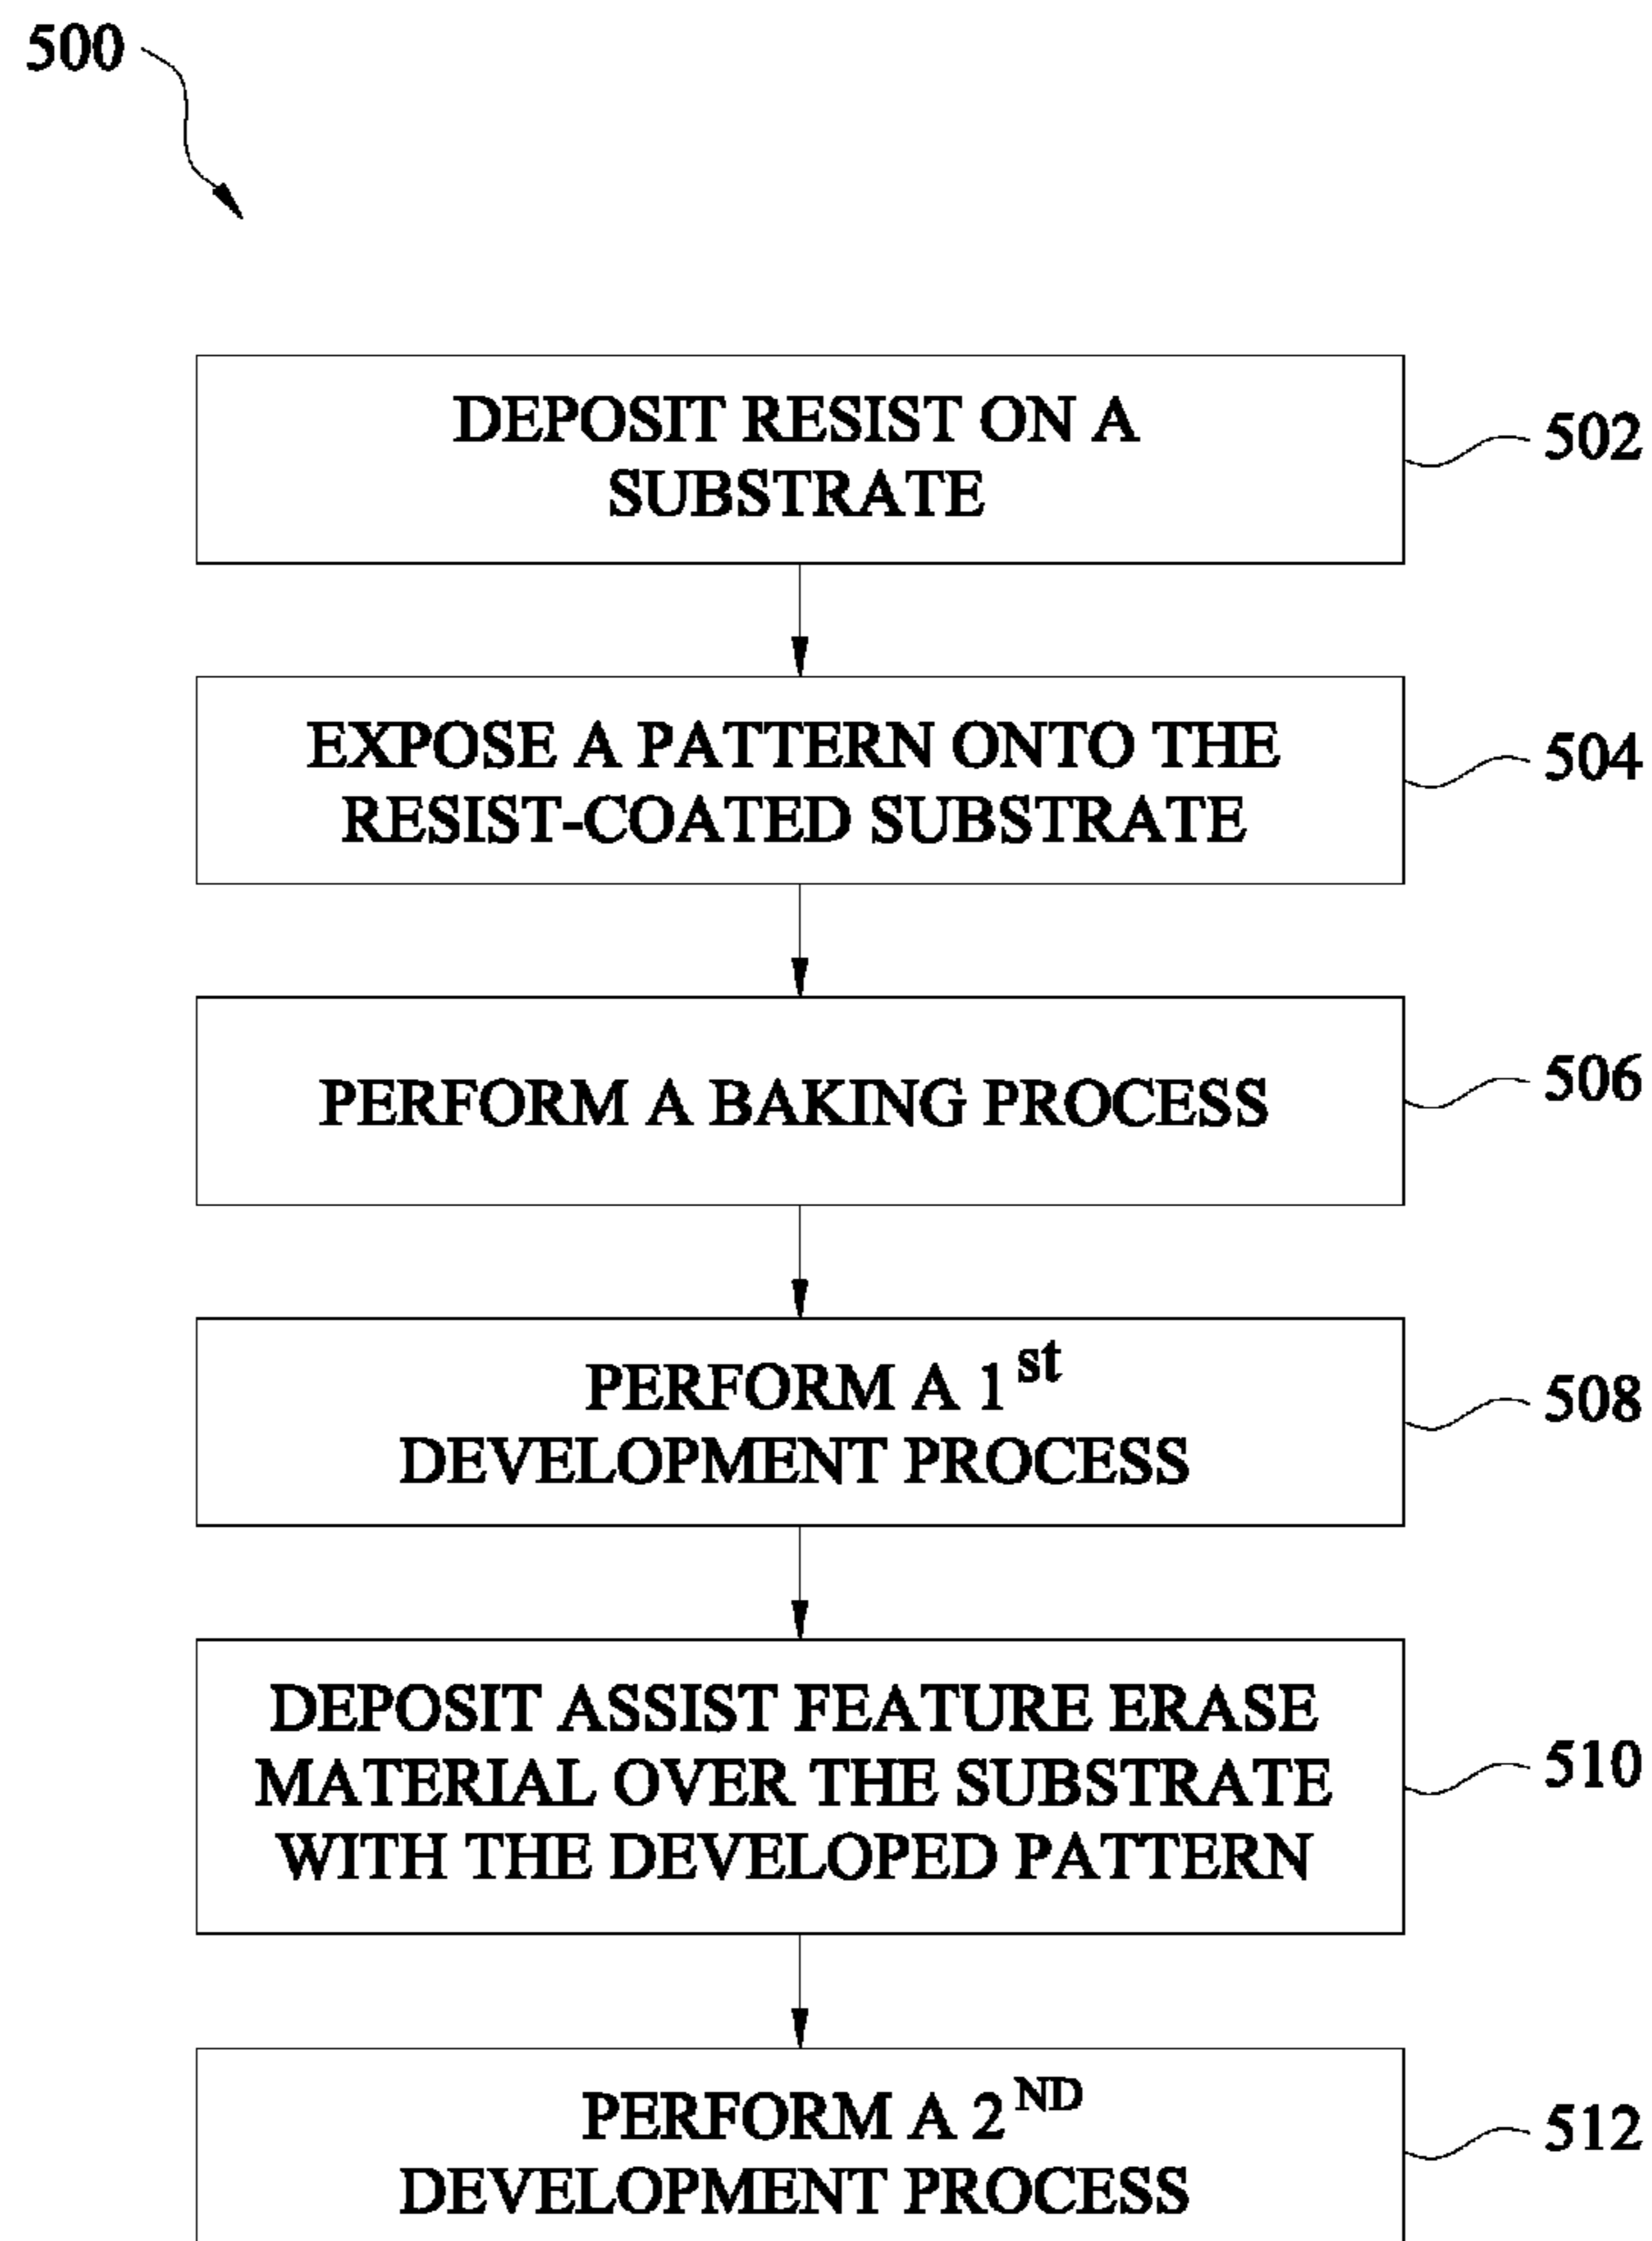 500
DEPOSIT RESIST ON A
SUBSTRATE
502
EXPOSE A PATTERN ONTO THE
RESIST-COATED SUBSTRATE
504
PERFORM A BAKING PROCESS
506
PERFORM A 1st
DEVELOPMENT PROCESS
508
DEPOSIT ASSIST FEATURE ERASE
MATERIAL OVER THE SUBSTRATE
WITH THE DEVELOPED PATTERN
510
PERFORM A 2ND
DEVELOPMENT PROCESS
512